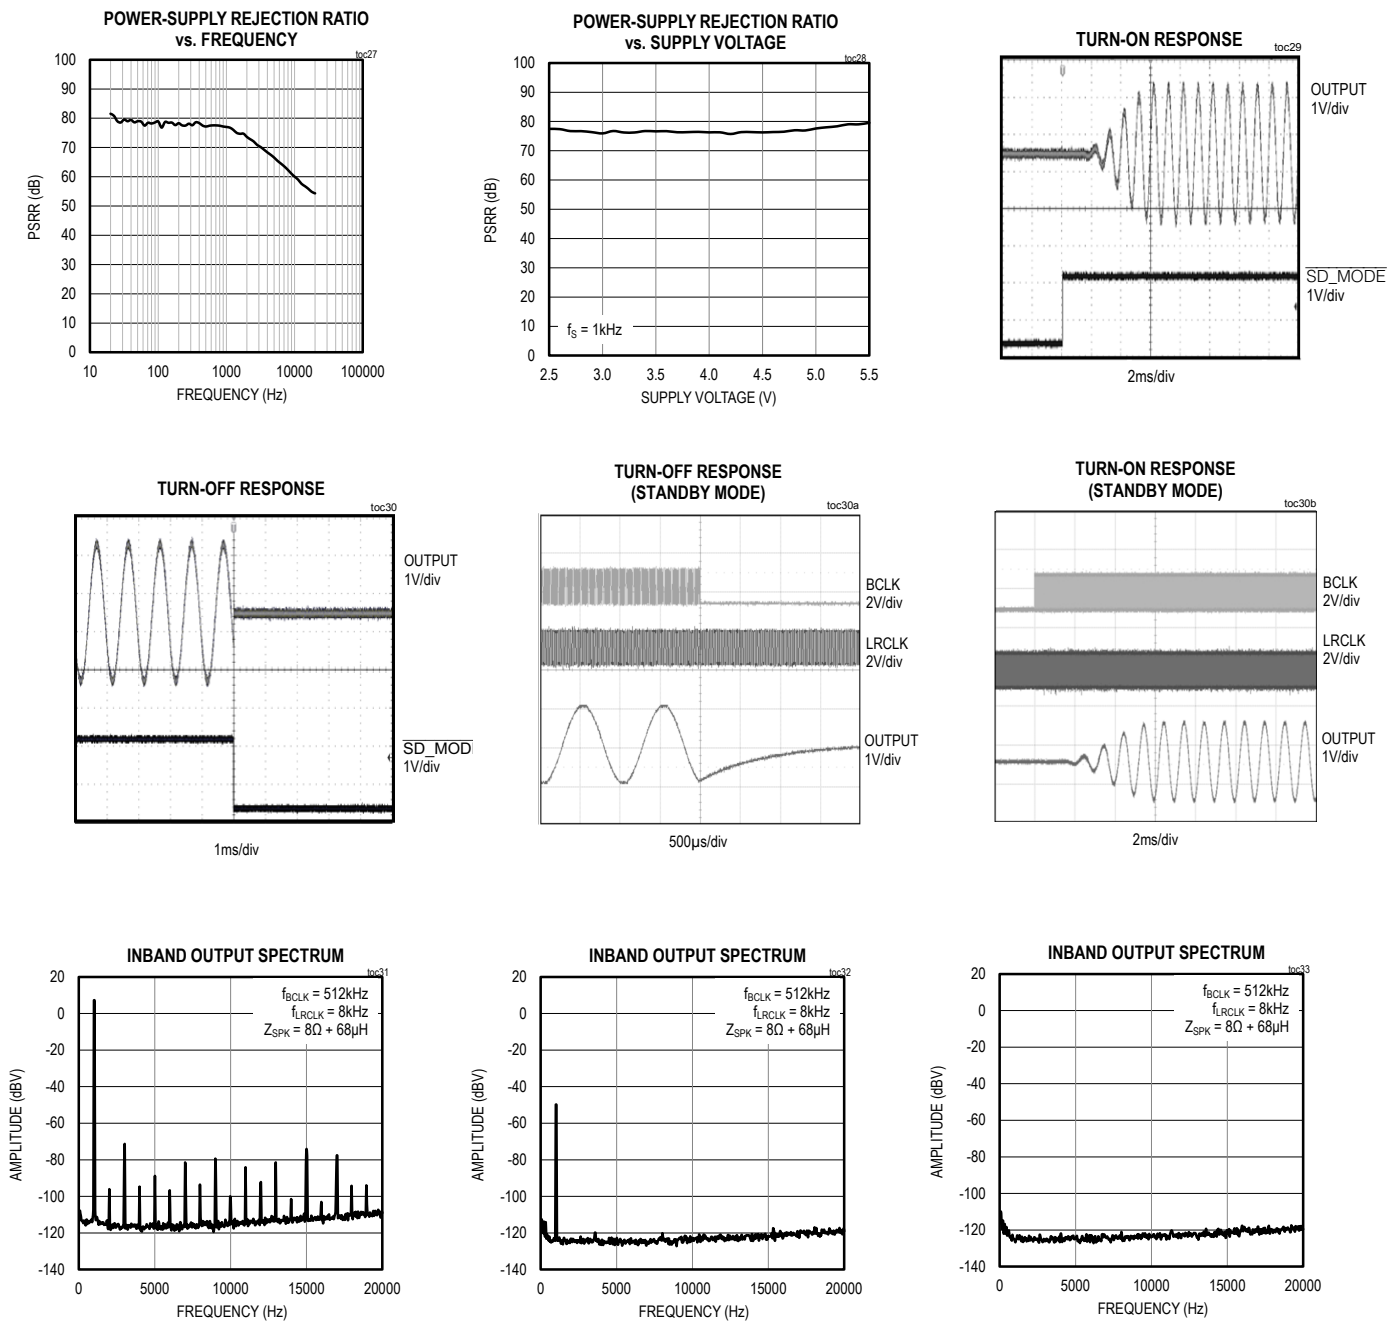 POWER-SUPPLY REJECTION RATIO
vs. FREQUENCY
toc27
100
90
80
70
60
50
40
30
20
10
0
PSRR (dB)
10
100
1000
10000
100000
FREQUENCY (Hz)
POWER-SUPPLY REJECTION RATIO
vs. SUPPLY VOLTAGE
toc28
100
90
80
70
60
50
40
30
20
10
0
PSRR (dB)
fS = 1kHz
2.5
3.0
3.5
4.0
4.5
5.0
5.5
SUPPLY VOLTAGE (V)
TURN-ON RESPONSE
toc29
OUTPUT
1V/div
SD_MODE
1V/div
2ms/div
TURN-OFF RESPONSE
toc30
OUTPUT
1V/div
SD_MOD
1V/div
1ms/div
TURN-OFF RESPONSE
(STANDBY MODE)
toc30a
BCLK
2V/div
LRCLK
2V/div
OUTPUT
1V/div
500µs/div
TURN-ON RESPONSE
(STANDBY MODE)
toc30b
BCLK
2V/div
LRCLK
2V/div
OUTPUT
1V/div
2ms/div
INBAND OUTPUT SPECTRUM
toc31
fBCLK = 512kHz
fLRCLK = 8kHz
ZSPK = 8Ω + 68µH
20
0
-20
-40
-60
-80
-100
-120
-140
AMPLITUDE (dBV)
0
5000
10000
15000
20000
FREQUENCY (Hz)
INBAND OUTPUT SPECTRUM
toc32
fBCLK = 512kHz
fLRCLK = 8kHz
ZSPK = 8Ω + 68µH
20
0
-20
-40
-60
-80
-100
-120
-140
AMPLITUDE (dBV)
0
5000
10000
15000
20000
FREQUENCY (Hz)
INBAND OUTPUT SPECTRUM
toc33
fBCLK = 512kHz
fLRCLK = 8kHz
ZSPK = 8Ω + 68µH
20
0
-20
-40
-60
-80
-100
-120
-140
AMPLITUDE (dBV)
0
5000
10000
15000
20000
FREQUENCY (Hz)